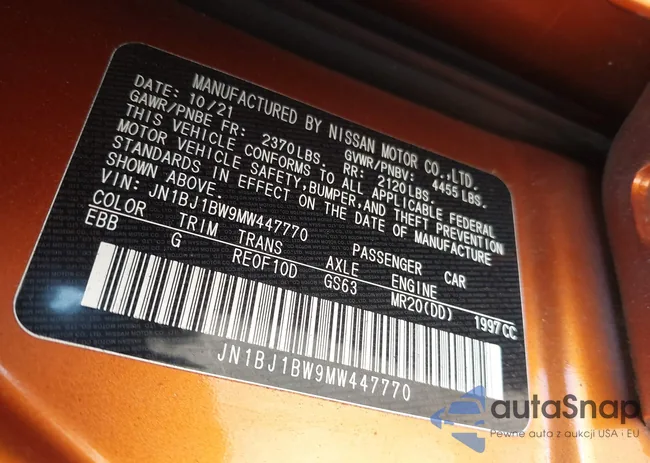 MANUFACTURED BY NISSAN MOTOR CO.,LTD.
DATE: 10/21 GVWR/PNBV: 4455 LBS.
GAWR/PNBE FR: 2370LBS. RR: 2120LBS.
THIS VEHICLE CONFORMS TO ALL APPLICABLE FEDERAL
MOTOR VEHICLE SAFETY,BUMPER,AND THEFT PREVENTION
STANDARDS IN EFFECT ON THE DATE OF MANUFACTURE
SHOWN ABOVE.
VIN: JN1BJ1BW9MW447770 PASSENGER CAR
COLOR TRIM TRANS AXLE ENGINE
EBB G RE0F10D GS63 MR20(DD) 1997CC
JN1BJ1BW9MW447770
autaSnap
Pewne auta z aukcji USA i EU